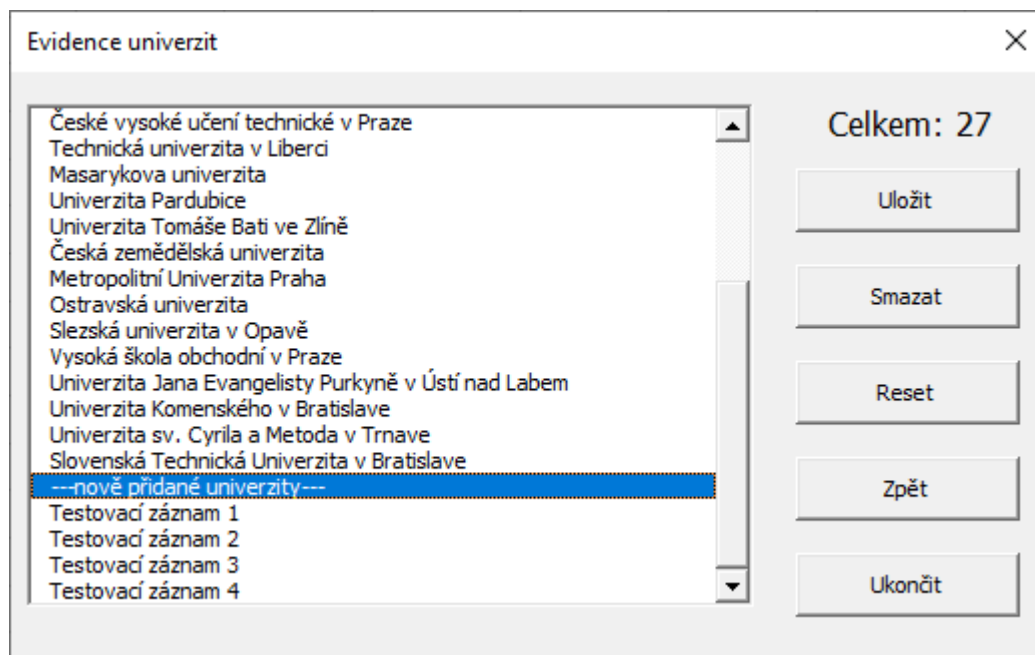 Evidence univerzit
České vysoké učení technické v Praze
Technická univerzita v Liberci
Masarykova univerzita
Univerzita Pardubice
Univerzita Tomáše Bati ve Zlíně
Česká zemědělská univerzita
Metropolitní Univerzita Praha
Ostravská univerzita
Slezská univerzita v Opavě
Vysoká škola obchodní v Praze
Univerzita Jana Evangelisty Purkyně v Ústí nad Labem
Univerzita Komenského v Bratislave
Univerzita sv. Cyrila a Metoda v Trnave
Slovenská Technická Univerzita v Bratislave
---nově přidané univerzity---
Testovací záznam 1
Testovací záznam 2
Testovací záznam 3
Testovací záznam 4
Celkem: 27
Uložit
Smazat
Reset
Zpět
Ukončit